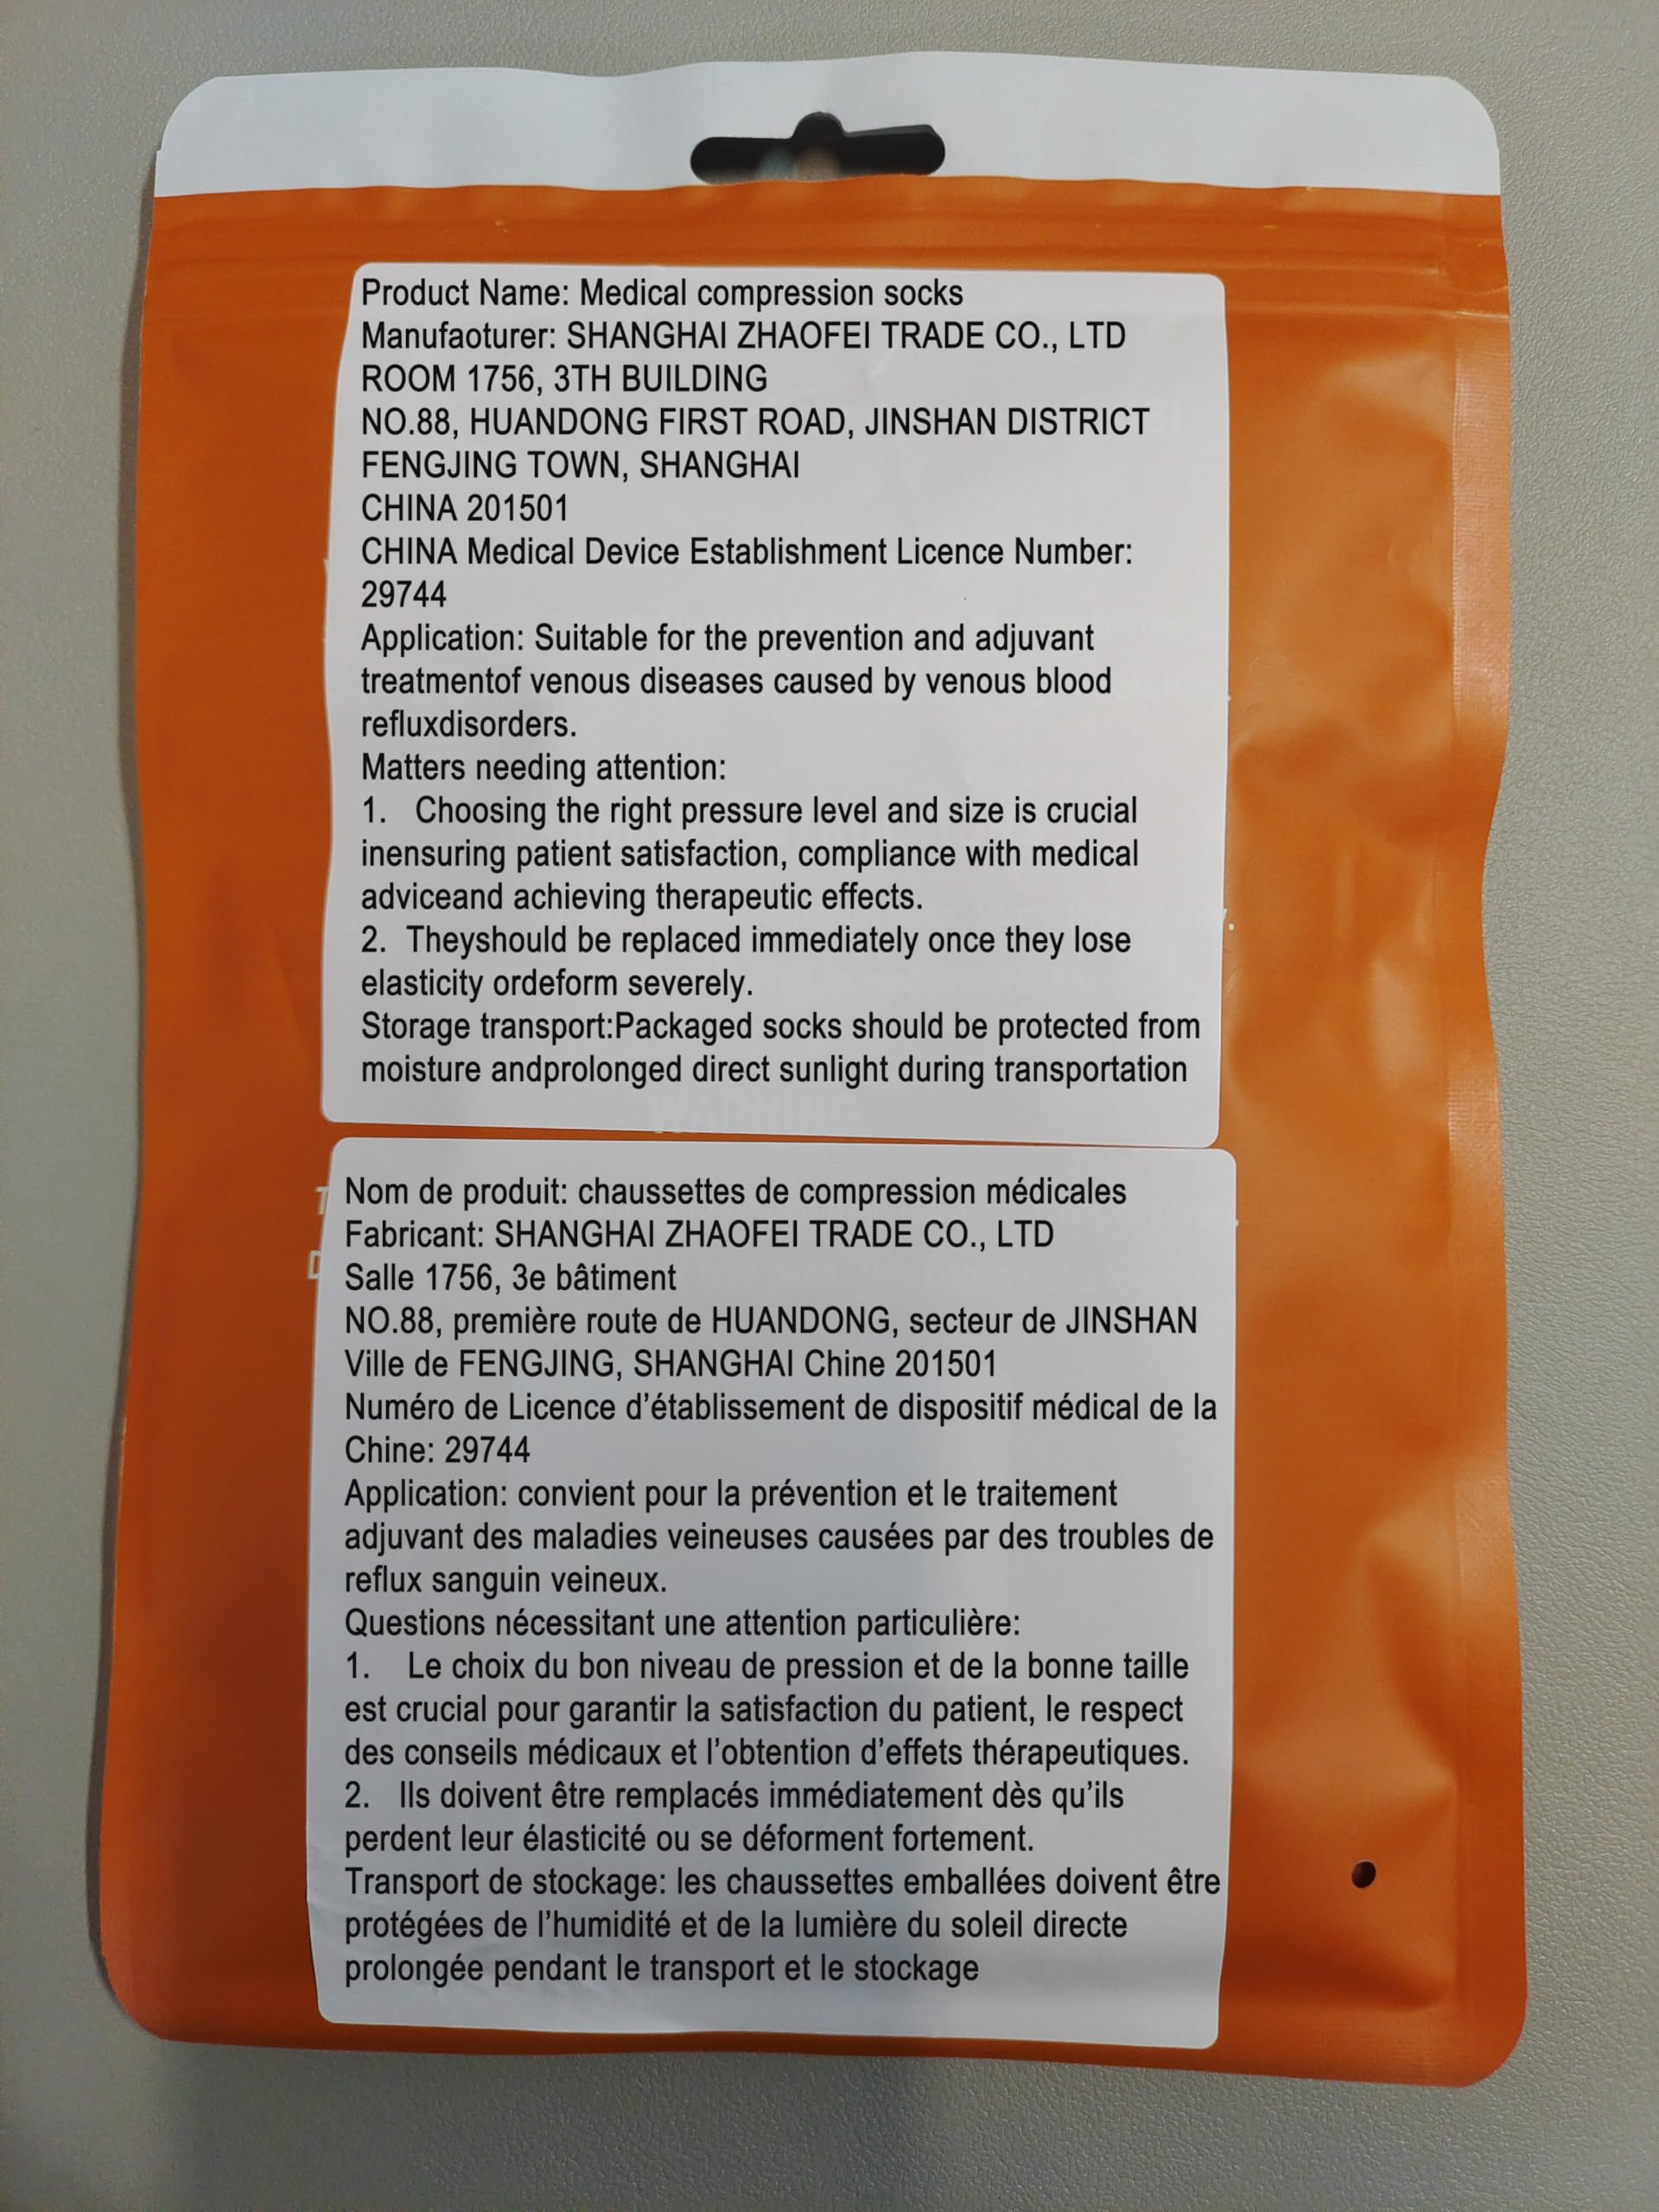 Product Name: Medical compression socks
Manufaoturer: SHANGHAI ZHAOFEI TRADE CO., LTD
ROOM 1756, 3TH BUILDING
NO.88, HUANDONG FIRST ROAD, JINSHAN DISTRICT
FENGJING TOWN, SHANGHAI
CHINA 201501
CHINA Medical Device Establishment Licence Number:
29744
Application: Suitable for the prevention and adjuvant
treatmentof venous diseases caused by venous blood
refluxdisorders.
Matters needing attention:
1. Choosing the right pressure level and size is crucial
inensuring patient satisfaction, compliance with medical
adviceand achieving therapeutic effects.
2. Theyshould be replaced immediately once they lose
elasticity ordeform severely.
Storage transport:Packaged socks should be protected from
moisture andprolonged direct sunlight during transportation
WARNING
Nom de produit: chaussettes de compression médicales
Fabricant: SHANGHAI ZHAOFEI TRADE CO., LTD
Salle 1756, 3e bâtiment
NO.88, première route de HUANDONG, secteur de JINSHAN
Ville de FENGJING, SHANGHAI Chine 201501
Numéro de Licence d'établissement de dispositif médical de la
Chine: 29744
Application: convient pour la prévention et le traitement
adjuvant des maladies veineuses causées par des troubles de
reflux sanguin veineux.
Questions nécessitant une attention particulière:
1. Le choix du bon niveau de pression et de la bonne taille
est crucial pour garantir la satisfaction du patient, le respect
des conseils médicaux et l'obtention d'effets thérapeutiques.
2. Ils doivent être remplacés immédiatement dès qu'ils
perdent leur élasticité ou se déforment fortement.
Transport de stockage: les chaussettes emballées doivent être
protégées de l'humidité et de la lumière du soleil directe
prolongée pendant le transport et le stockage